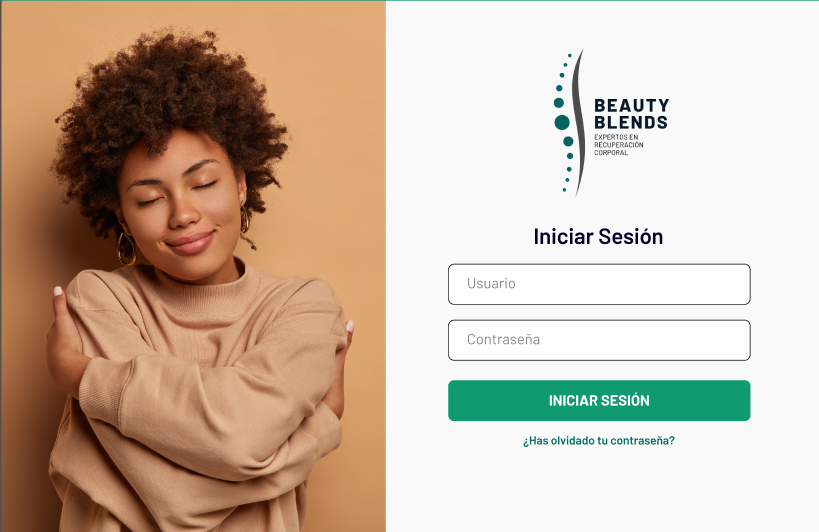 BEAUTY
BLENDS
EXPERTOS EN
RECUPERACIÓN
CORPORAL
Iniciar Sesión
Usuario
Contraseña
INICIAR SESIÓN
¿Has olvidado tu contraseña?